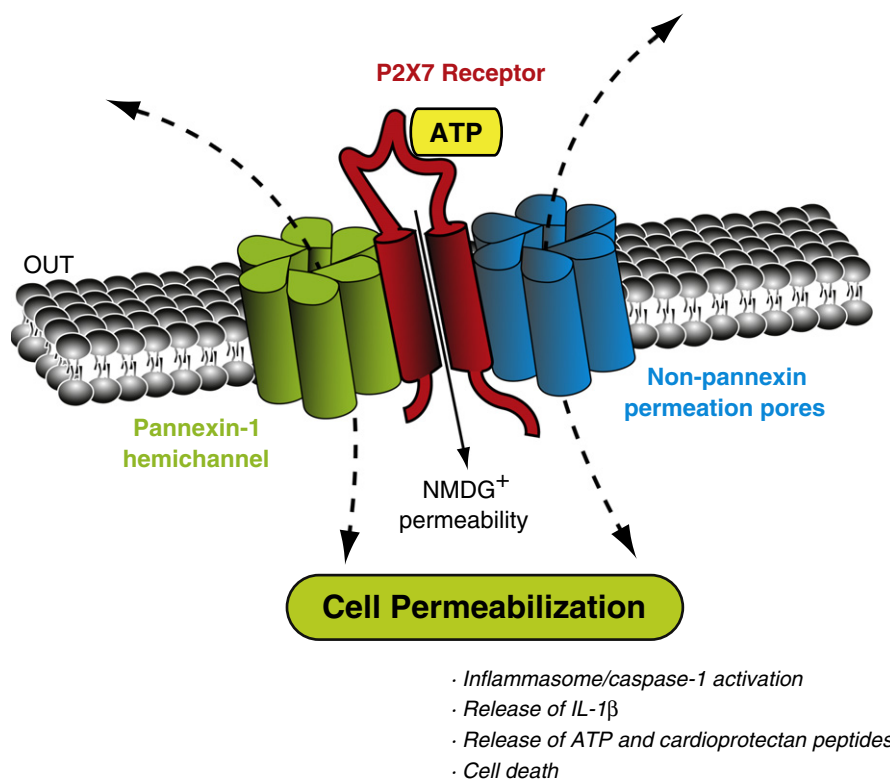 P2X7 Receptor
ATP
OUT
Non-pannexin
permeation pores
Pannexin-1
hemichannel
NMDG+
permeability
Cell Permeabilization
· Inflammasome/caspase-1 activation
· Release of IL-1β
· Release of ATP and cardioprotectan peptides
· Cell death